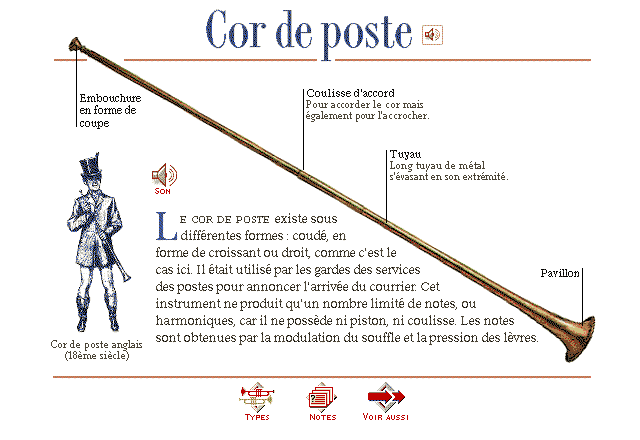 Cor de poste
Embouchure
en forme de
coupe
Coulisse d'accord
Pour accorder le cor mais
également pour l'accrocher.
Tuyau
Long tuyau de métal
s'évasant en son extrémité.
Pavillon
Son
LE COR DE POSTE existe sous
différentes formes : coudé, en
forme de croissant ou droit, comme c'est le
cas ici. Il était utilisé par les gardes des services
des postes pour annoncer l'arrivée du courrier. Cet
instrument ne produit qu'un nombre limité de notes, ou
harmoniques, car il ne possède ni piston, ni coulisse. Les notes
sont obtenues par la modulation du souffle et la pression des lèvres.
Cor de poste anglais
(18ème siècle)
TYPES
NOTES
VOIR AUSSI